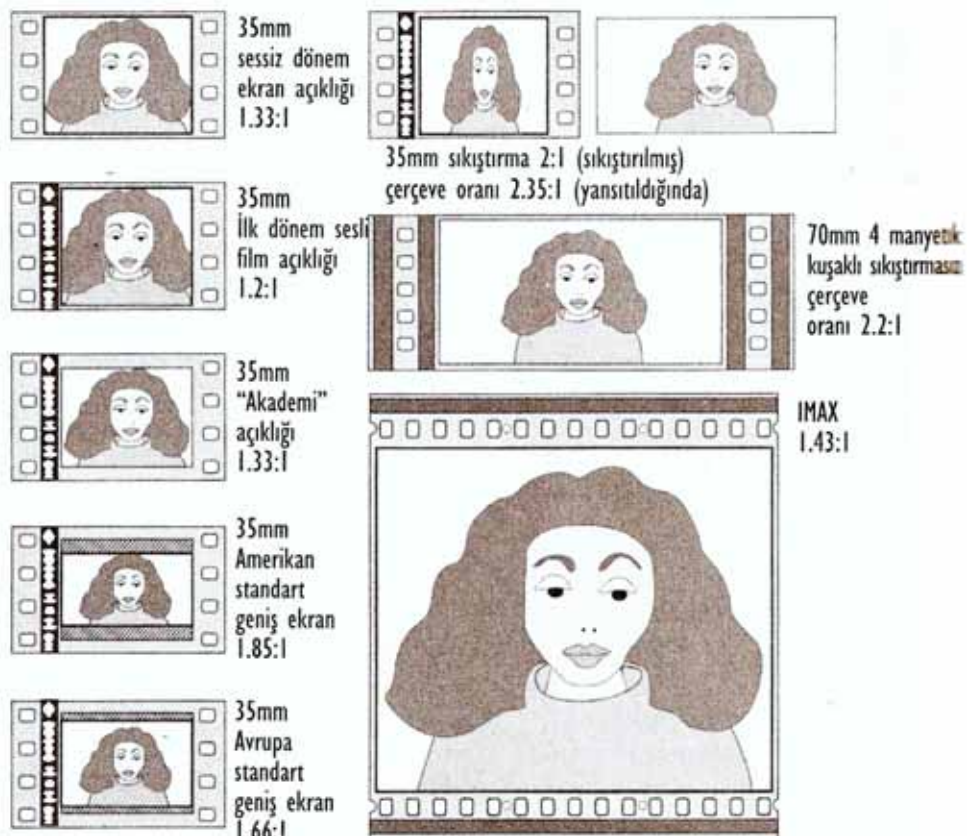 35mm
sessiz dönem
ekran açıklığı
1.33:1
35mm
İlk dönem sesli
film açıklığı
1.2:1
35mm
“Akademi”
açıklığı
1.33:1
35mm
Amerikan
standart
geniş ekran
1.85:1
35mm
Avrupa
standart
geniş ekran
1.66:1
35mm sıkıştırma 2:1 (sıkıştırılmış)
çerçeve oranı 2.35:1 (yansıtıldığında)
70mm 4 manyetik
kuşaklı sıkıştırmasız
çerçeve
oranı 2.2:1
IMAX
1.43:1